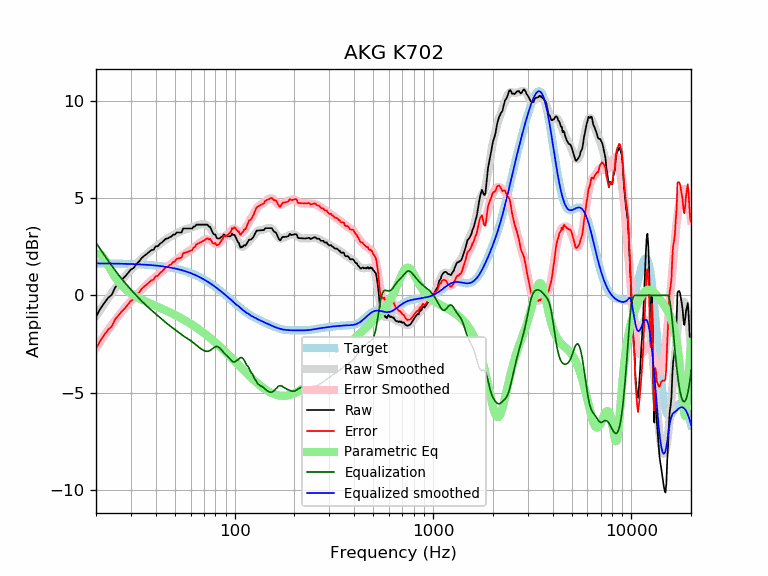 AKG K702
Amplitude (dBr)
10
5
0
−5
−10
Target
Raw Smoothed
Error Smoothed
Raw
Error
Parametric Eq
Equalization
Equalized smoothed
100
1000
10000
Frequency (Hz)